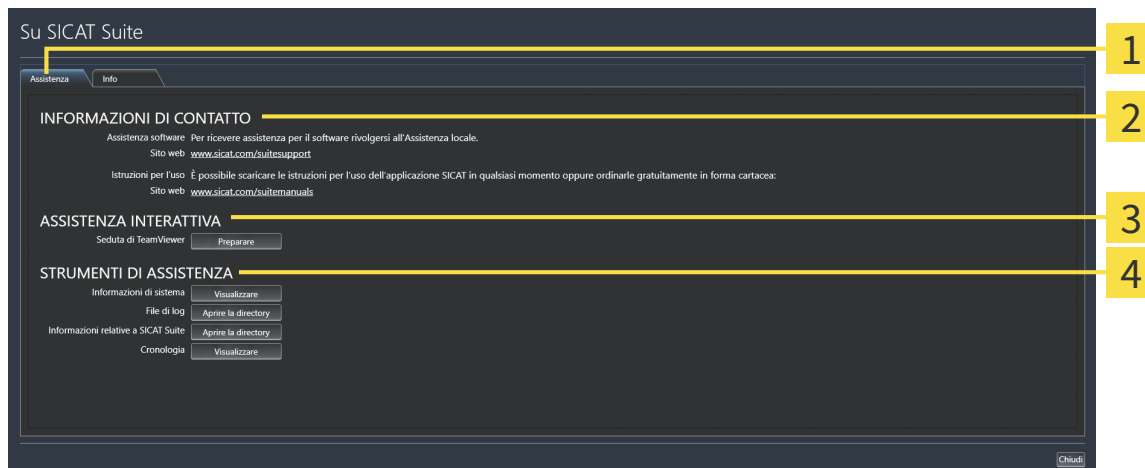 Su SICAT Suite
1
Assistenza
Info
INFORMAZIONI DI CONTATTO
2
Assistenza software Per ricevere assistenza per il software rivolgersi all'Assistenza locale.
Sito web www.sicat.com/suitesupport
Istruzioni per l'uso È possibile scaricare le istruzioni per l'uso dell'applicazione SICAT in qualsiasi momento oppure ordinarle gratuitamente in forma cartacea:
Sito web www.sicat.com/suitemanuals
ASSISTENZA INTERATTIVA
3
Seduta di TeamViewer Preparare
STRUMENTI DI ASSISTENZA
4
Informazioni di sistema Visualizzare
File di log Aprire la directory
Informazioni relative a SICAT Suite Aprire la directory
Cronologia Visualizzare
Chiudi